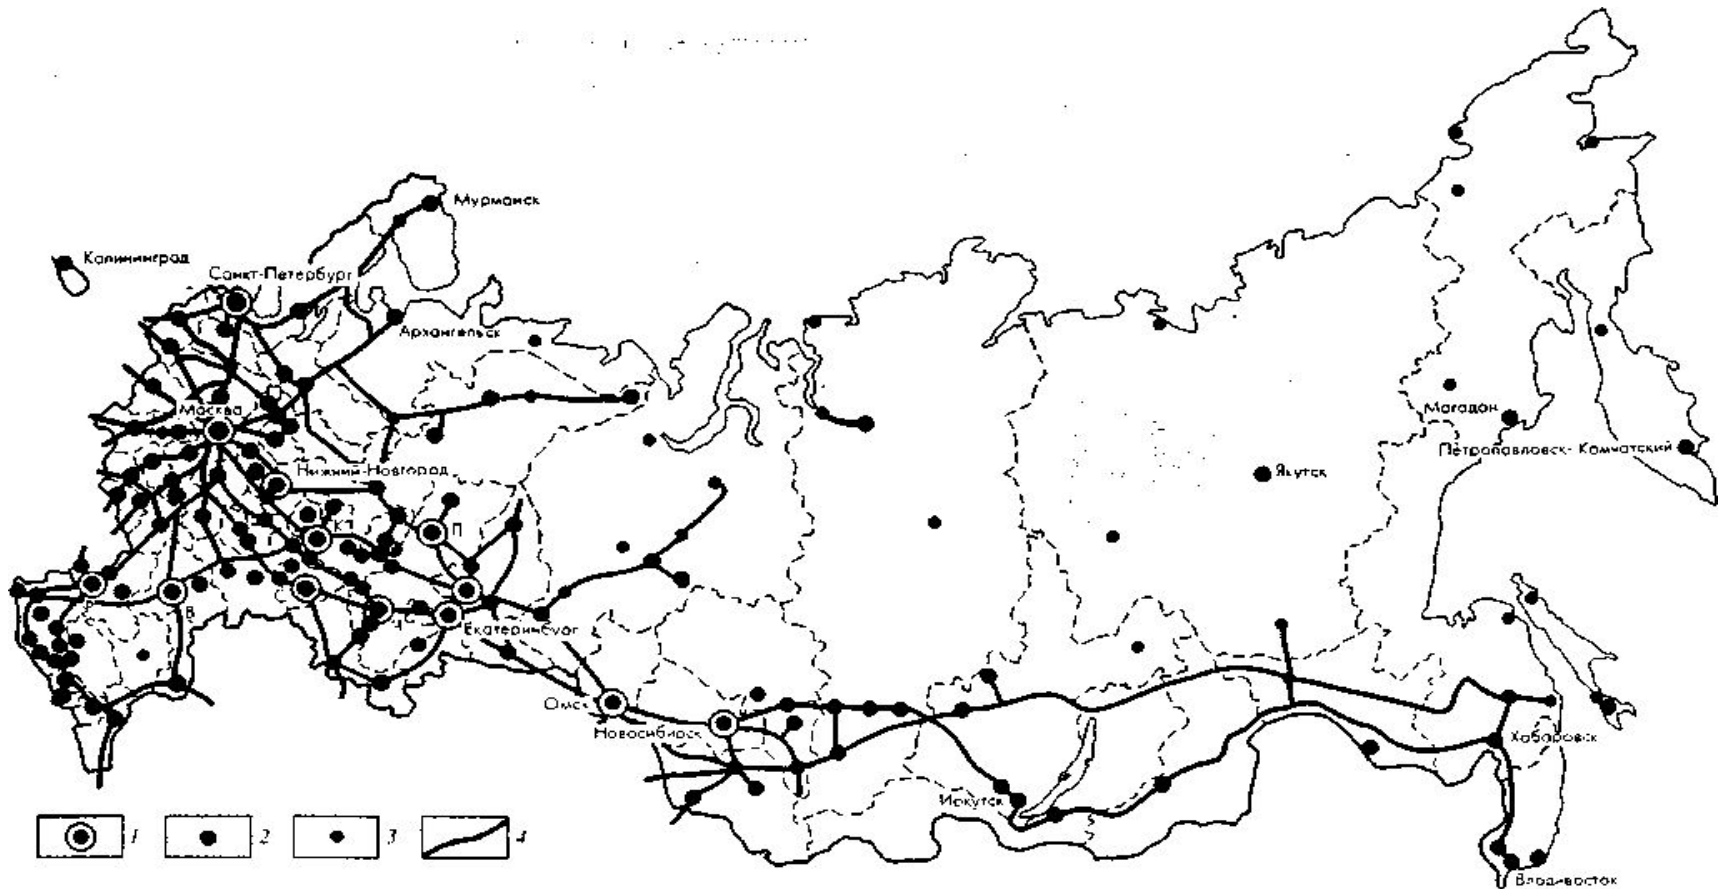 Мурманск
Калининград
Санкт-Петербург
Архангельск
Москва
Магадан
Петропавловск-Камчатский
Нижний-Новгород
Якутск
П
В
Екатеринбург
Омск
Новосибирск
Хабаровск
Иркутск
1
2
3
4
Владивосток